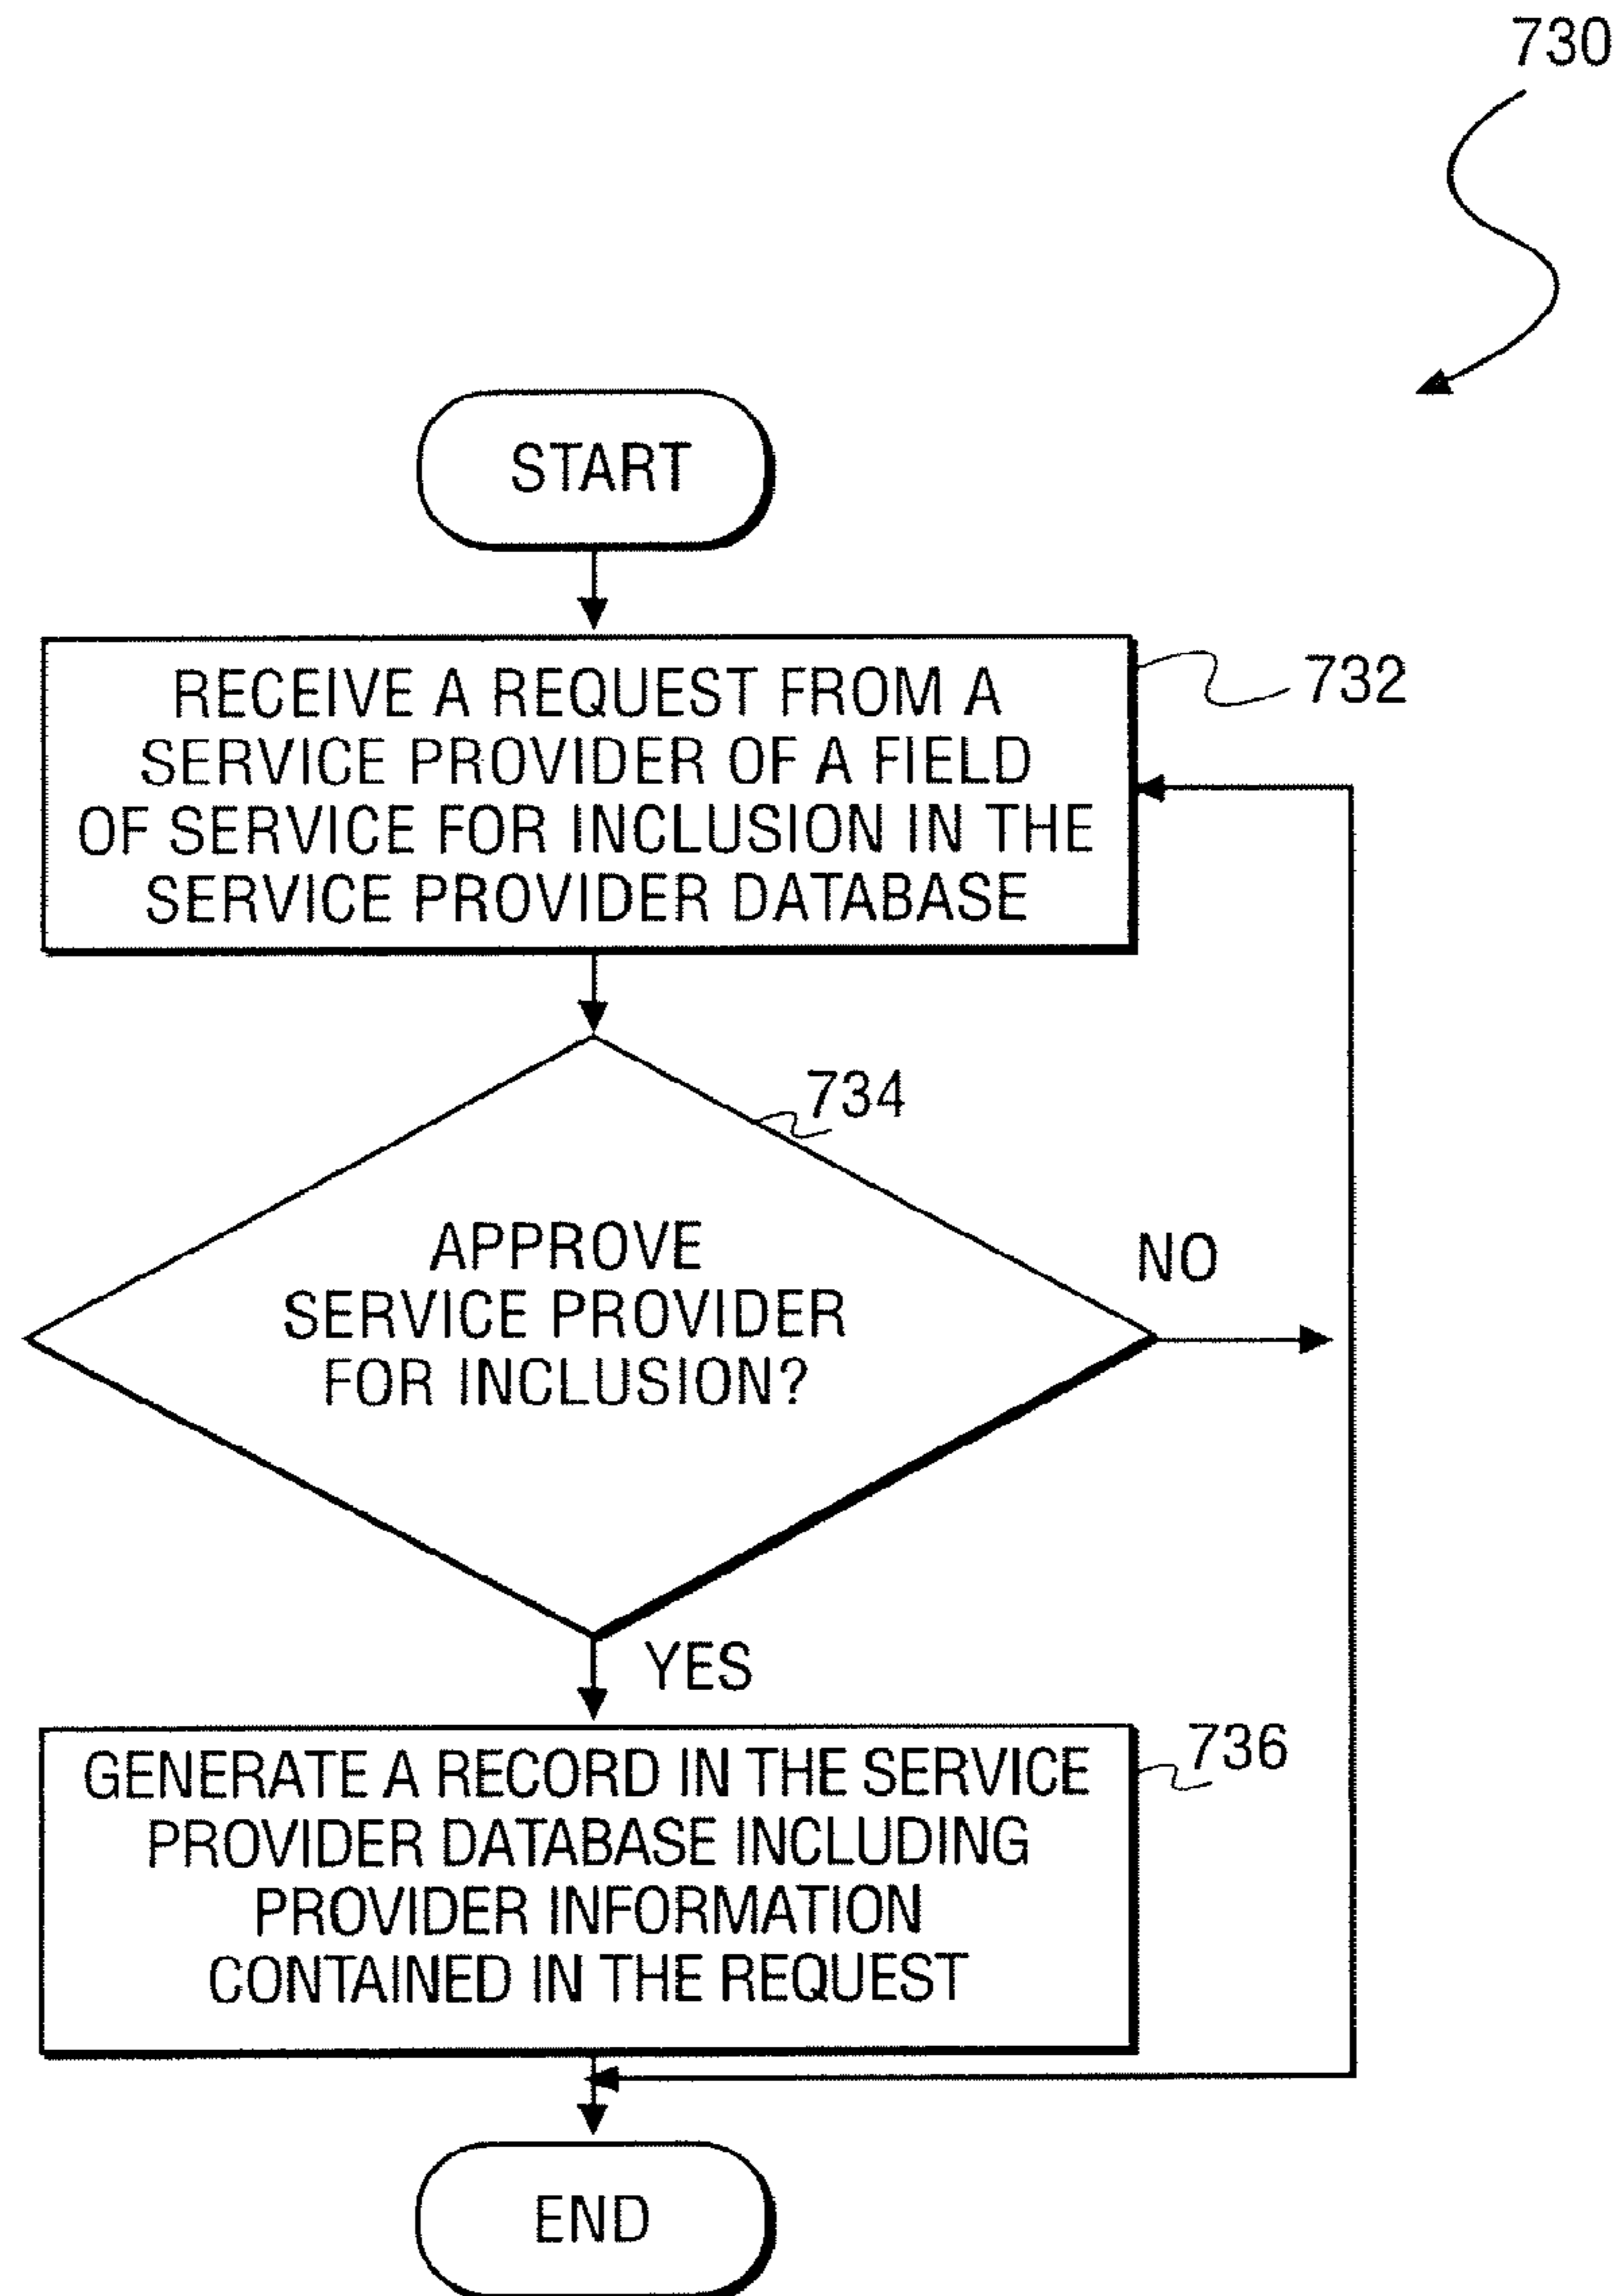 730
START
RECEIVE A REQUEST FROM A
SERVICE PROVIDER OF A FIELD
OF SERVICE FOR INCLUSION IN THE
SERVICE PROVIDER DATABASE
732
734
APPROVE
SERVICE PROVIDER
FOR INCLUSION?
NO
YES
GENERATE A RECORD IN THE SERVICE
PROVIDER DATABASE INCLUDING
PROVIDER INFORMATION
CONTAINED IN THE REQUEST
736
END